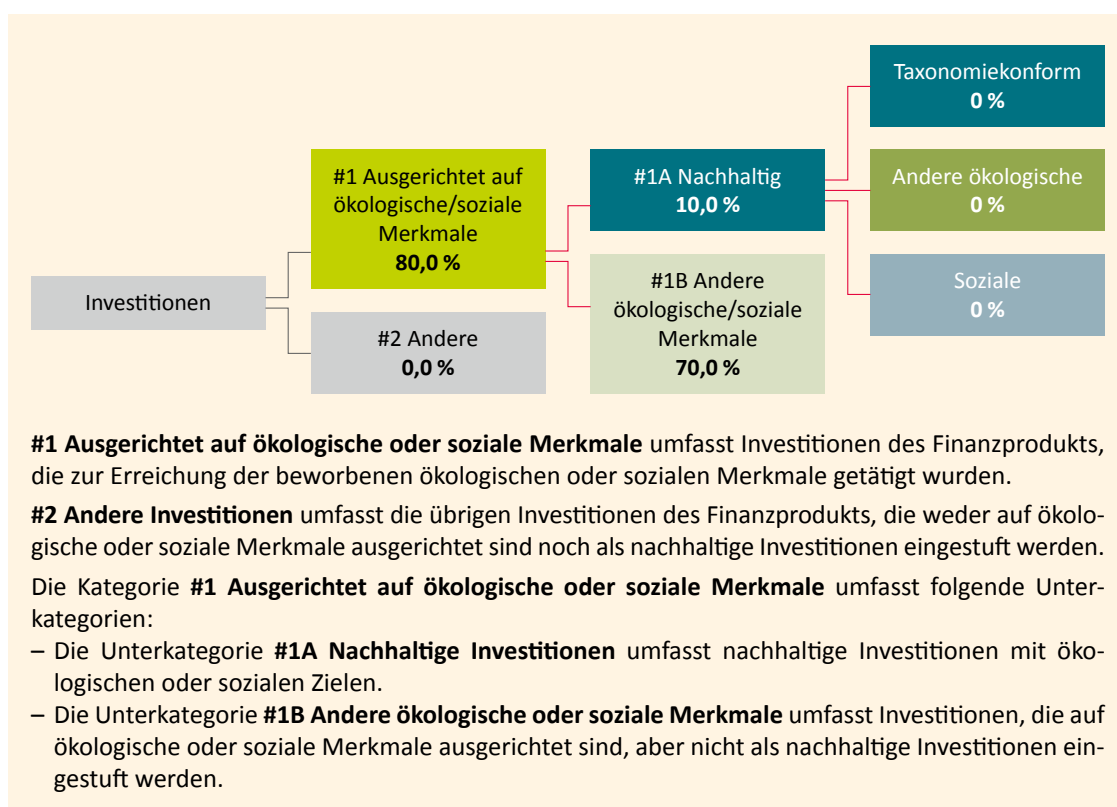 Taxonomiekonform
0 %
#1 Ausgerichtet auf
ökologische/soziale
Merkmale
80,0 %
#1A Nachhaltig
10,0 %
Andere ökologische
0 %
Investitionen
#1B Andere
ökologische/soziale
Merkmale
70,0 %
Soziale
0 %
#2 Andere
0,0 %
#1 Ausgerichtet auf ökologische oder soziale Merkmale umfasst Investitionen des Finanzprodukts,
die zur Erreichung der beworbenen ökologischen oder sozialen Merkmale getätigt wurden.
#2 Andere Investitionen umfasst die übrigen Investitionen des Finanzprodukts, die weder auf ökolo-
gische oder soziale Merkmale ausgerichtet sind noch als nachhaltige Investitionen eingestuft werden.
Die Kategorie #1 Ausgerichtet auf ökologische oder soziale Merkmale umfasst folgende Unter-
kategorien:
– Die Unterkategorie #1A Nachhaltige Investitionen umfasst nachhaltige Investitionen mit öko-
logischen oder sozialen Zielen.
– Die Unterkategorie #1B Andere ökologische oder soziale Merkmale umfasst Investitionen, die auf
ökologische oder soziale Merkmale ausgerichtet sind, aber nicht als nachhaltige Investitionen ein-
gestuft werden.